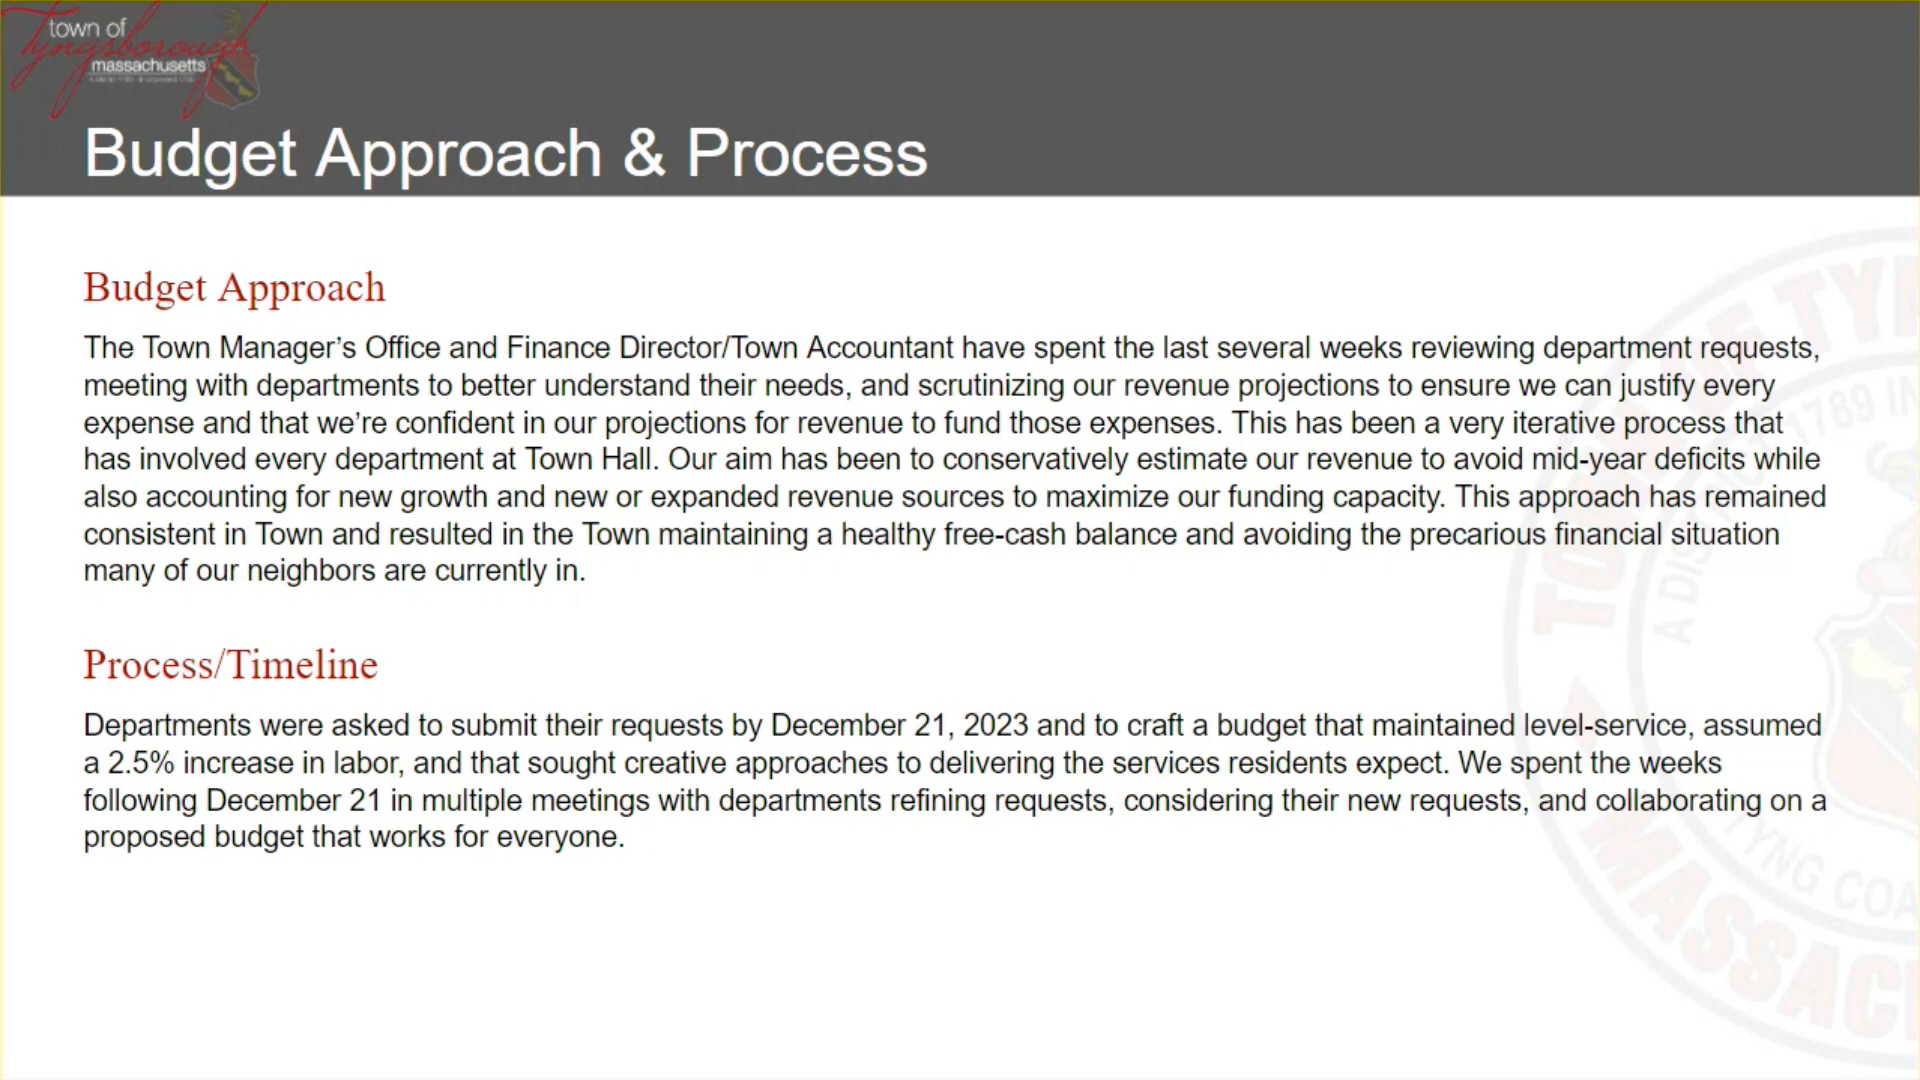 town of
Tyngsborough
massachusetts
Budget Approach & Process
Budget Approach
The Town Manager’s Office and Finance Director/Town Accountant have spent the last several weeks reviewing department requests,
meeting with departments to better understand their needs, and scrutinizing our revenue projections to ensure we can justify every
expense and that we’re confident in our projections for revenue to fund those expenses. This has been a very iterative process that
has involved every department at Town Hall. Our aim has been to conservatively estimate our revenue to avoid mid-year deficits while
also accounting for new growth and new or expanded revenue sources to maximize our funding capacity. This approach has remained
consistent in Town and resulted in the Town maintaining a healthy free-cash balance and avoiding the precarious financial situation
many of our neighbors are currently in.
Process/Timeline
Departments were asked to submit their requests by December 21, 2023 and to craft a budget that maintained level-service, assumed
a 2.5% increase in labor, and that sought creative approaches to delivering the services residents expect. We spent the weeks
following December 21 in multiple meetings with departments refining requests, considering their new requests, and collaborating on a
proposed budget that works for everyone.
TOWN OF TYN
MASSAC
1789 IN
TYNG COA